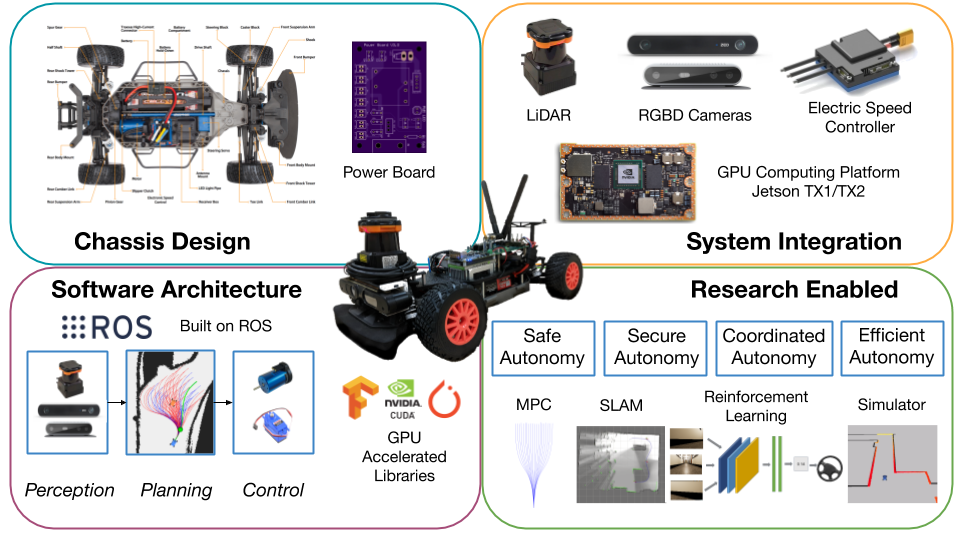 Spur Gear
Half Shaft
Rear Shock Tower
Rear Bumper
Rear Body Mount
Rear Camber Link
Rear Suspension Arm
Traxxas High-Current
Connector
Battery
Battery
Compartment
Battery
Hold-Down
Drive Shaft
Steering Block
Chassis
Caster Block
Front Suspension Arm
Shock
Front Bumper
Steering Servo
Antenna
Mount
LED Light Pipe
Receiver Box
Motor
Slipper Clutch
Pinion Gear
Electronic Speed
Control
Toe Link
Front Body Mount
Front Shock Tower
Front Camber Link
Power Board
Chassis Design
LiDAR
RGBD Cameras
Electric Speed
Controller
NVIDIA
GPU Computing Platform
Jetson TX1/TX2
System Integration
Software Architecture
ROS
Built on ROS
Perception
Planning
Control
NVIDIA
CUDA
GPU
Accelerated
Libraries
Research Enabled
Safe
Autonomy
Secure
Autonomy
Coordinated
Autonomy
Efficient
Autonomy
MPC
SLAM
Reinforcement
Learning
Simulator